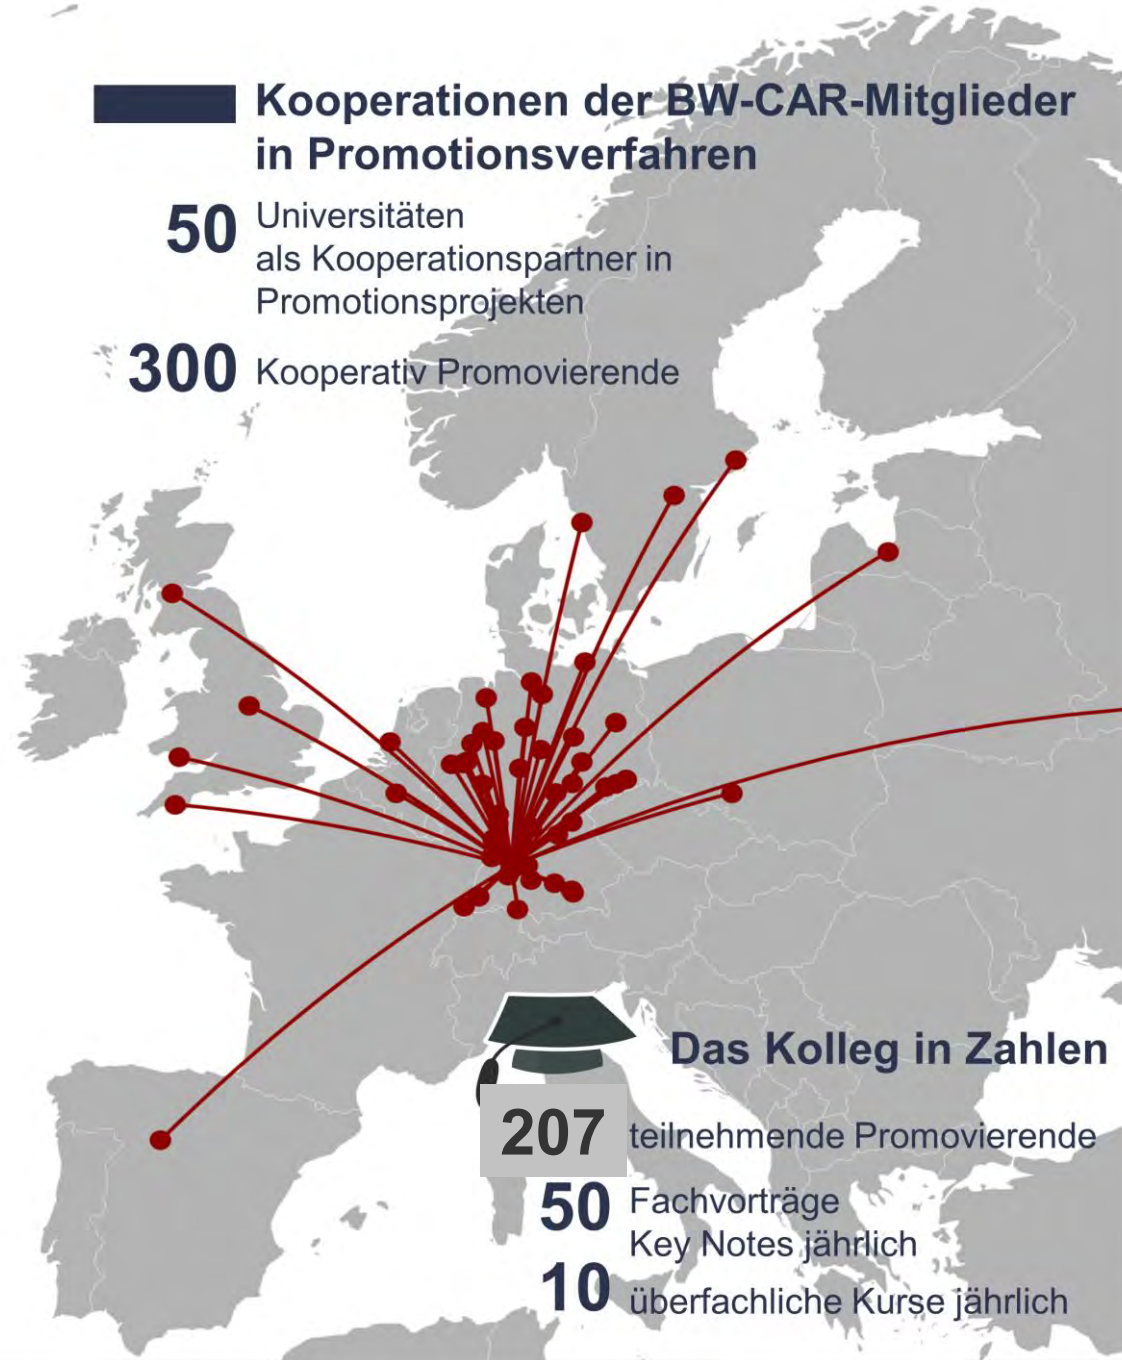 Kooperationen der BW-CAR-Mitglieder
in Promotionsverfahren
50 Universitäten
als Kooperationspartner in
Promotionsprojekten
300 Kooperativ Promovierende
Das Kolleg in Zahlen
207 teilnehmende Promovierende
50 Fachvorträge
Key Notes jährlich
10 überfachliche Kurse jährlich